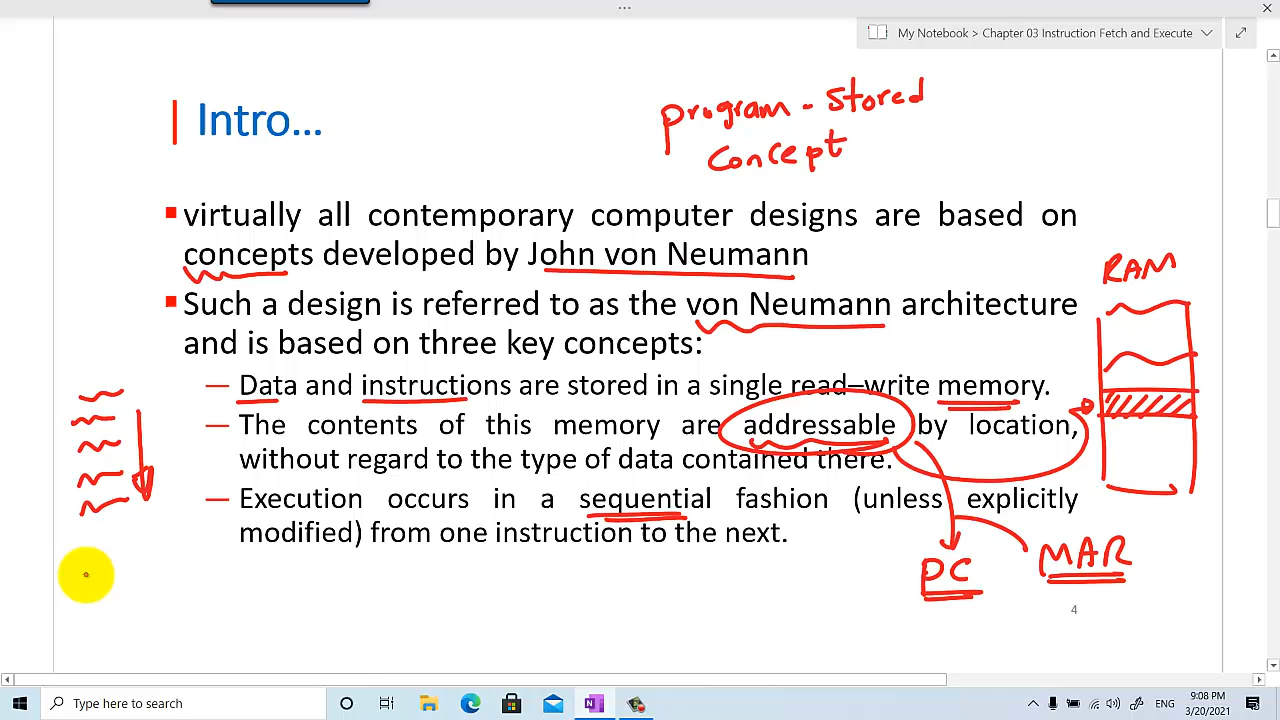 My Notebook > Chapter 03 Instruction Fetch and Execute
program - stored
concept
| Intro...
virtually all contemporary computer designs are based on
concepts developed by John von Neumann
RAM
Such a design is referred to as the von Neumann architecture
and is based on three key concepts:
— Data and instructions are stored in a single read–write memory.
— The contents of this memory are addressable by location,
without regard to the type of data contained there.
— Execution occurs in a sequential fashion (unless explicitly
modified) from one instruction to the next.
PC
MAR
4
Type here to search
ENG
9:08 PM
3/20/2021